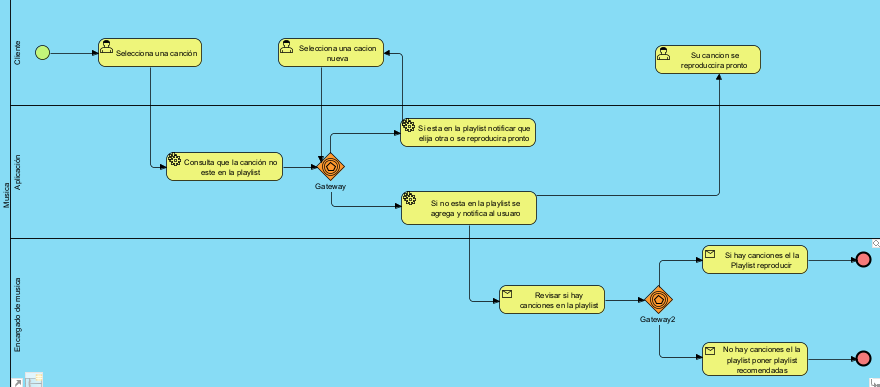 Musica
Cliente
Selecciona una canción
Selecciona una cacion
nueva
Su cancion se
reproduccira pronto
Aplicación
Consulta que la canción no
este en la playlist
Gateway
Si esta en la playlist notificar que
elija otra o se reproducira pronto
Si no esta en la playlist se
agrega y notifica al usuaro
Encargado de musica
Revisar si hay
canciones en la playlist
Gateway2
Si hay canciones el la
Playlist reproducir
No hay canciones el la
playlist poner playlist
recomendadas